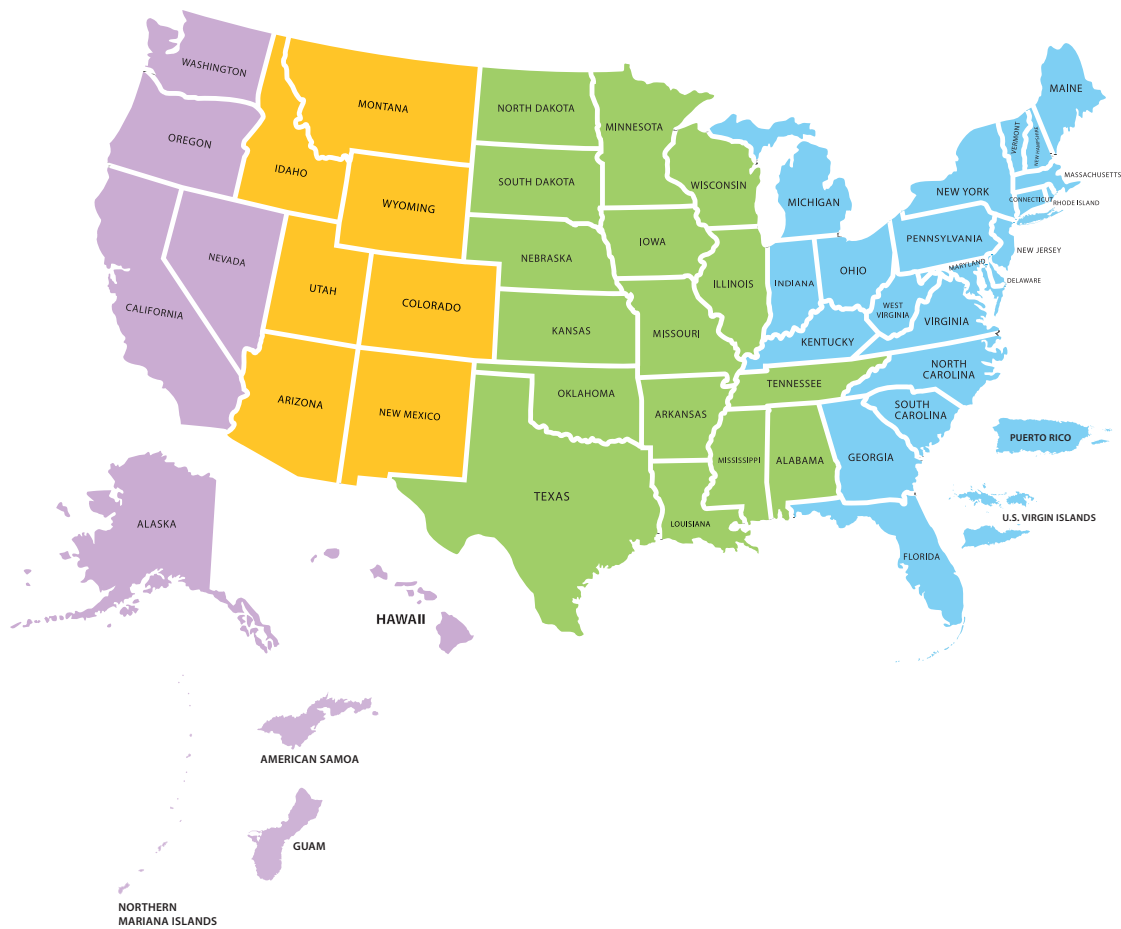 WASHINGTON
OREGON
CALIFORNIA
NEVADA
IDAHO
MONTANA
WYOMING
UTAH
COLORADO
ARIZONA
NEW MEXICO
NORTH DAKOTA
SOUTH DAKOTA
NEBRASKA
KANSAS
OKLAHOMA
TEXAS
MINNESOTA
IOWA
MISSOURI
ARKANSAS
LOUISIANA
WISCONSIN
ILLINOIS
TENNESSEE
MISSISSIPPI
ALABAMA
MICHIGAN
INDIANA
OHIO
KENTUCKY
WEST
VIRGINIA
VIRGINIA
NORTH
CAROLINA
SOUTH
CAROLINA
GEORGIA
FLORIDA
MAINE
VERMONT
NEW HAMPSHIRE
MASSACHUSETTS
NEW YORK
CONNECTICUT
RHODE ISLAND
PENNSYLVANIA
NEW JERSEY
MARYLAND
DELAWARE
PUERTO RICO
U.S. VIRGIN ISLANDS
ALASKA
HAWAII
AMERICAN SAMOA
GUAM
NORTHERN
MARIANA ISLANDS